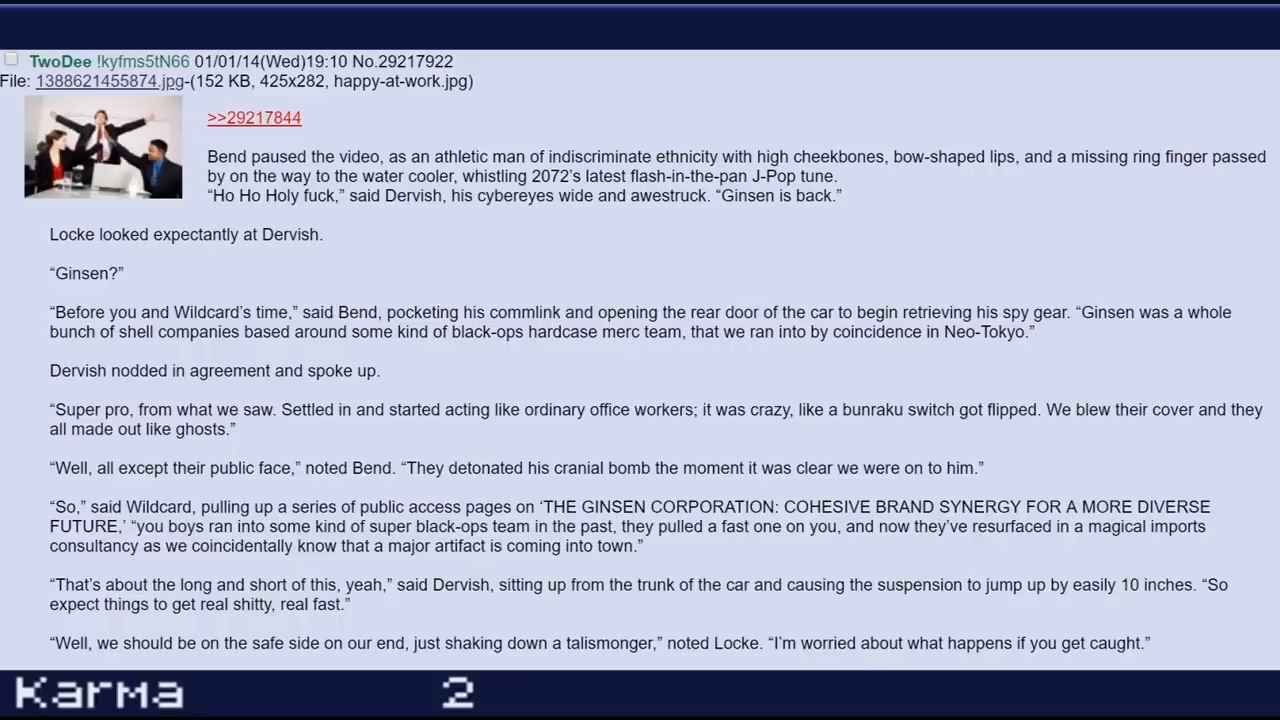 TwoDee !kyfms5tN66 01/01/14(Wed)19:10 No.29217922
File: 1388621455874.jpg-(152 KB, 425x282, happy-at-work.jpg)
>>29217844
Bend paused the video, as an athletic man of indiscriminate ethnicity with high cheekbones, bow-shaped lips, and a missing ring finger passed
by on the way to the water cooler, whistling 2072’s latest flash-in-the-pan J-Pop tune.
“Ho Ho Holy fuck,” said Dervish, his cybereyes wide and awestruck. “Ginsen is back.”
Locke looked expectantly at Dervish.
“Ginsen?”
“Before you and Wildcard’s time,” said Bend, pocketing his commlink and opening the rear door of the car to begin retrieving his spy gear. “Ginsen was a whole
bunch of shell companies based around some kind of black-ops hardcase merc team, that we ran into by coincidence in Neo-Tokyo.”
Dervish nodded in agreement and spoke up.
“Super pro, from what we saw. Settled in and started acting like ordinary office workers; it was crazy, like a bunraku switch got flipped. We blew their cover and they
all made out like ghosts.”
“Well, all except their public face,” noted Bend. “They detonated his cranial bomb the moment it was clear we were on to him.”
“So,” said Wildcard, pulling up a series of public access pages on ‘THE GINSEN CORPORATION: COHESIVE BRAND SYNERGY FOR A MORE DIVERSE
FUTURE,’ “you boys ran into some kind of super black-ops team in the past, they pulled a fast one on you, and now they’ve resurfaced in a magical imports
consultancy as we coincidentally know that a major artifact is coming into town.”
“That’s about the long and short of this, yeah,” said Dervish, sitting up from the trunk of the car and causing the suspension to jump up by easily 10 inches. “So
expect things to get real shitty, real fast.”
“Well, we should be on the safe side on our end, just shaking down a talismonger,” noted Locke. “I’m worried about what happens if you get caught.”
Karma 2